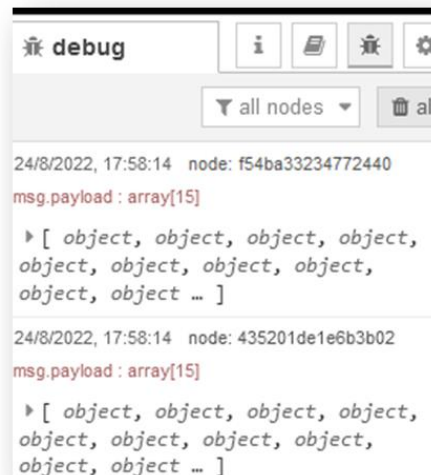 debug
i
all nodes
al
24/8/2022, 17:58:14 node: f54ba33234772440
msg.payload : array[15]
[ object, object, object, object,
object, object, object, object,
object, object … ]
24/8/2022, 17:58:14 node: 435201de1e6b3b02
msg.payload : array[15]
[ object, object, object, object,
object, object, object, object,
object, object … ]